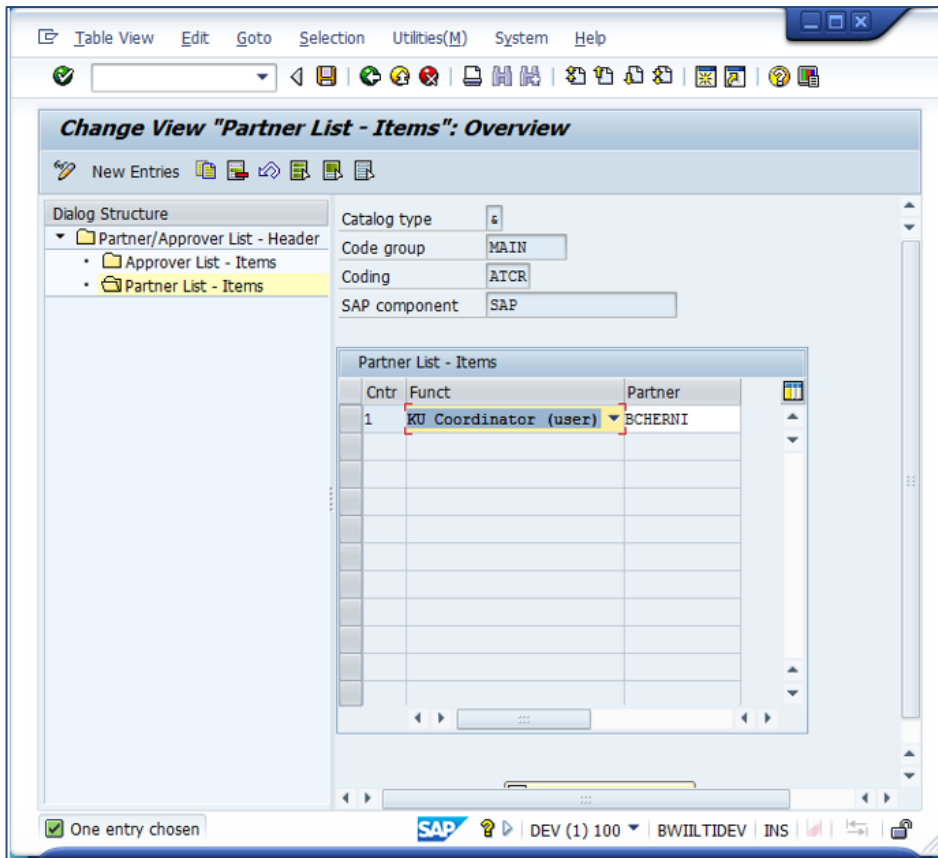 Table View Edit Goto Selection Utilities(M) System Help
Change View "Partner List - Items": Overview
New Entries
Dialog Structure
Partner/Approver List - Header
Approver List - Items
Partner List - Items
Catalog type &
Code group MAIN
Coding ATCR
SAP component SAP
Partner List - Items
Cntr Funct Partner
1 KU Coordinator (user) BCHERNI
One entry chosen
SAP DEV (1) 100 BWIILTIDEV INS